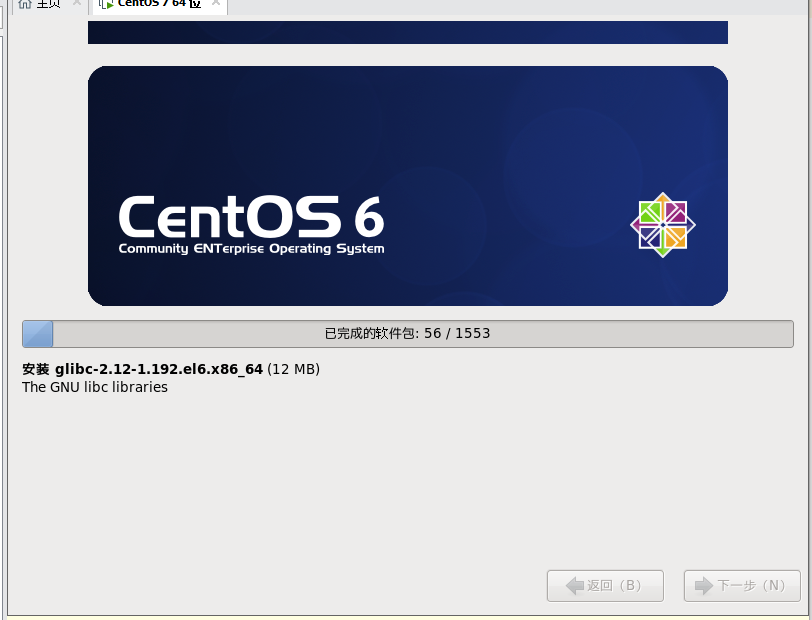 主页
CentOS 7 64 位
CentOS 6
Community ENTerprise Operating System
已完成的软件包: 56 / 1553
安装 glibc-2.12-1.192.el6.x86_64 (12 MB)
The GNU libc libraries
返回（B）
下一步（N）